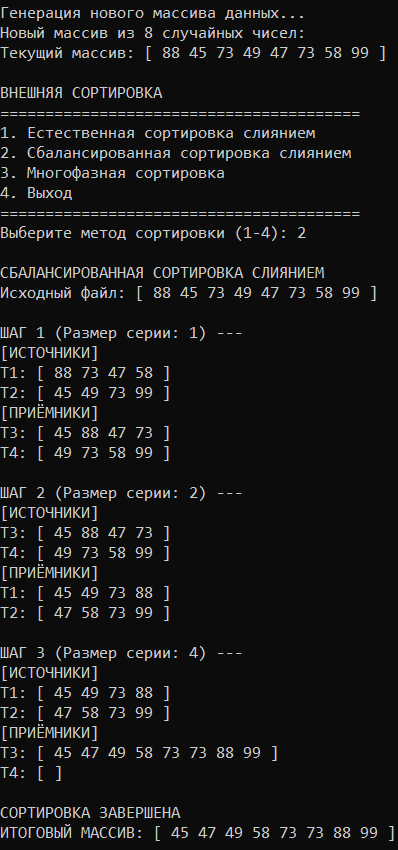 Генерация нового массива данных...
Новый массив из 8 случайных чисел:
Текущий массив: [ 88 45 73 49 47 73 58 99 ]
ВНЕШНЯЯ СОРТИРОВКА
========================================
1. Естественная сортировка слиянием
2. Сбалансированная сортировка слиянием
3. Многофазная сортировка
4. Выход
========================================
Выберите метод сортировки (1-4): 2
СБАЛАНСИРОВАННАЯ СОРТИРОВКА СЛИЯНИЕМ
Исходный файл: [ 88 45 73 49 47 73 58 99 ]
ШАГ 1 (Размер серии: 1) ---
[ИСТОЧНИКИ]
T1: [ 88 73 47 58 ]
T2: [ 45 49 73 99 ]
[ПРИЁМНИКИ]
T3: [ 45 88 47 73 ]
T4: [ 49 73 58 99 ]
ШАГ 2 (Размер серии: 2) ---
[ИСТОЧНИКИ]
T3: [ 45 88 47 73 ]
T4: [ 49 73 58 99 ]
[ПРИЁМНИКИ]
T1: [ 45 49 73 88 ]
T2: [ 47 58 73 99 ]
ШАГ 3 (Размер серии: 4) ---
[ИСТОЧНИКИ]
T1: [ 45 49 73 88 ]
T2: [ 47 58 73 99 ]
[ПРИЁМНИКИ]
T3: [ 45 47 49 58 73 73 88 99 ]
T4: [ ]
СОРТИРОВКА ЗАВЕРШЕНА
ИТОГОВЫЙ МАССИВ: [ 45 47 49 58 73 73 88 99 ]